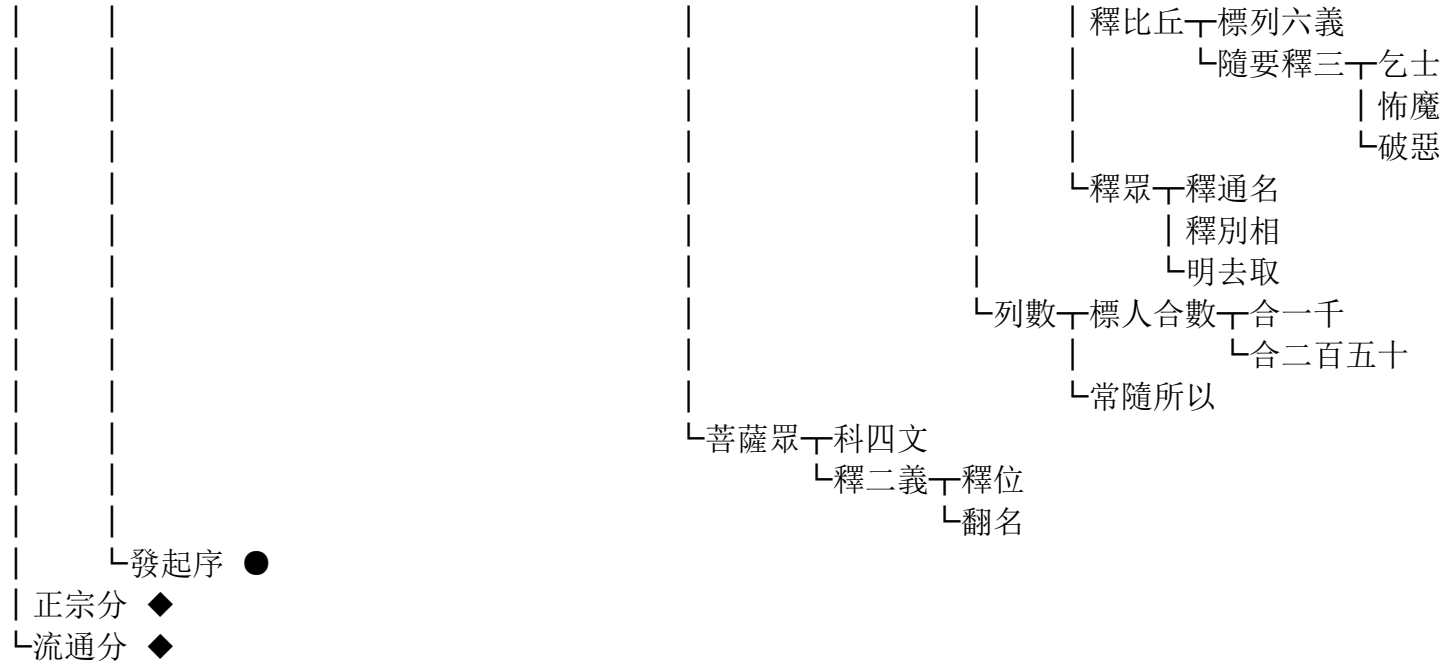 釋比丘 標列六義
隨要釋三 乞士
怖魔
破惡
釋眾 釋通名
釋別相
明去取
列數 標人合數 合一千
合二百五十
常隨所以
菩薩眾 科四文
釋二義 釋位
翻名
發起序 ●
正宗分 ◆
流通分 ◆